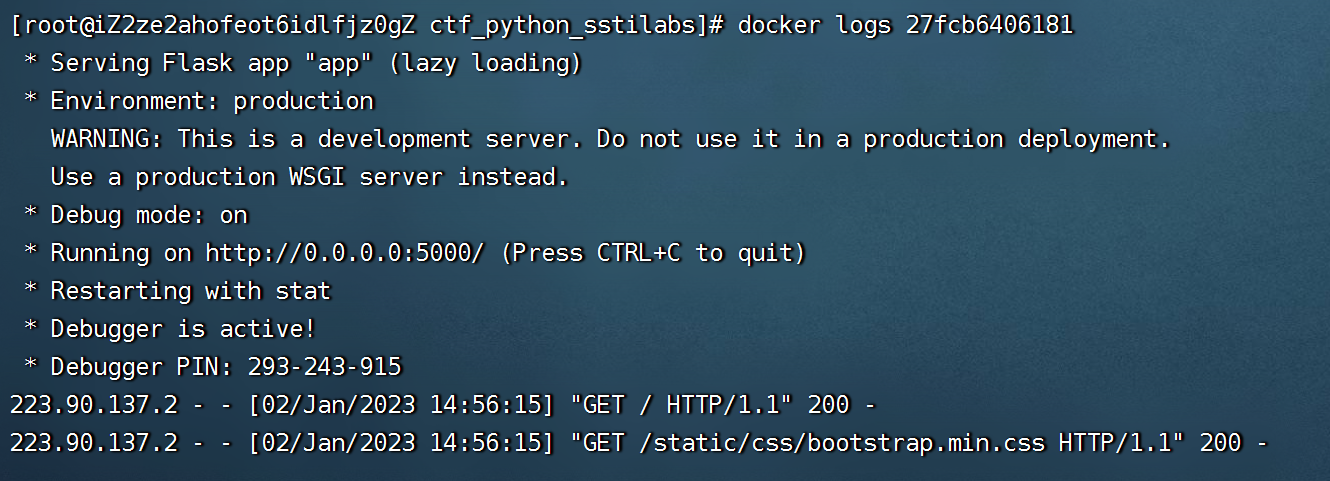 [root@iZ2ze2ahofeot6idlfjz0gZ ctf_python_sstilabs]# docker logs 27fcb6406181
 * Serving Flask app "app" (lazy loading)
 * Environment: production
   WARNING: This is a development server. Do not use it in a production deployment.
   Use a production WSGI server instead.
 * Debug mode: on
 * Running on http://0.0.0.0:5000/ (Press CTRL+C to quit)
 * Restarting with stat
 * Debugger is active!
 * Debugger PIN: 293-243-915
223.90.137.2 - - [02/Jan/2023 14:56:15] "GET / HTTP/1.1" 200 -
223.90.137.2 - - [02/Jan/2023 14:56:15] "GET /static/css/bootstrap.min.css HTTP/1.1" 200 -